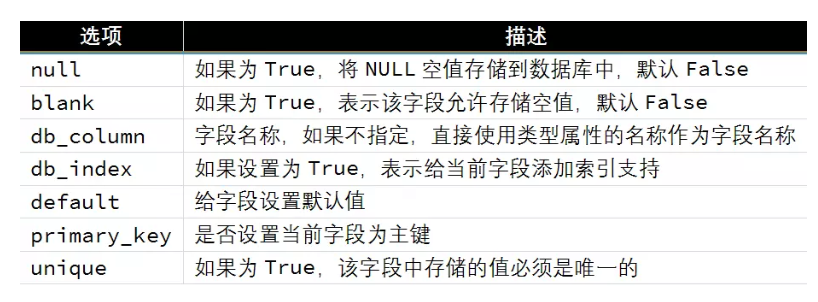 选项 描述
null 如果为 True，将 NULL 空值存储到数据库中，默认 False
blank 如果为 True，表示该字段允许存储空值，默认 False
db_column 字段名称，如果不指定，直接使用类型属性的名称作为字段名称
db_index 如果设置为 True，表示给当前字段添加索引支持
default 给字段设置默认值
primary_key 是否设置当前字段为主键
unique 如果为 True，该字段中存储的值必须是唯一的